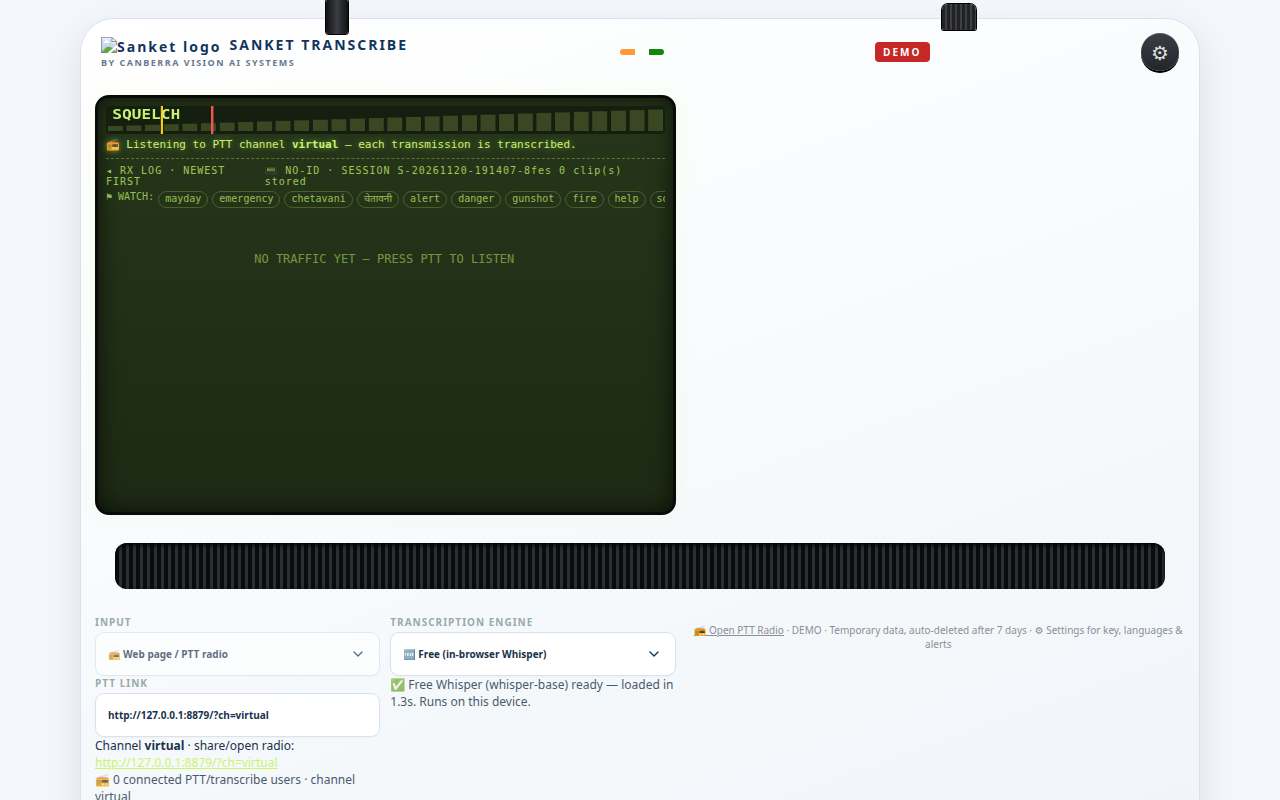 Sanket logo SANKET TRANSCRIBE
BY CANBERRA VISION AI SYSTEMS
DEMO
SQUELCH
Listening to PTT channel virtual — each transmission is transcribed.
◂ RX LOG · NEWEST FIRST
NO-ID · SESSION S-20261120-191407-8fes 0 clip(s) stored
⚑ WATCH: mayday emergency chetavani चेतावनी alert danger gunshot fire help
NO TRAFFIC YET — PRESS PTT TO LISTEN
INPUT
📻 Web page / PTT radio
PTT LINK
http://127.0.0.1:8879/?ch=virtual
Channel virtual · share/open radio:
http://127.0.0.1:8879/?ch=virtual
📻 0 connected PTT/transcribe users · channel
virtual
TRANSCRIPTION ENGINE
🆓 Free (in-browser Whisper)
✅ Free Whisper (whisper-base) ready — loaded in
1.3s. Runs on this device.
📻 Open PTT Radio · DEMO · Temporary data, auto-deleted after 7 days · ⚙ Settings for key, languages &
alerts